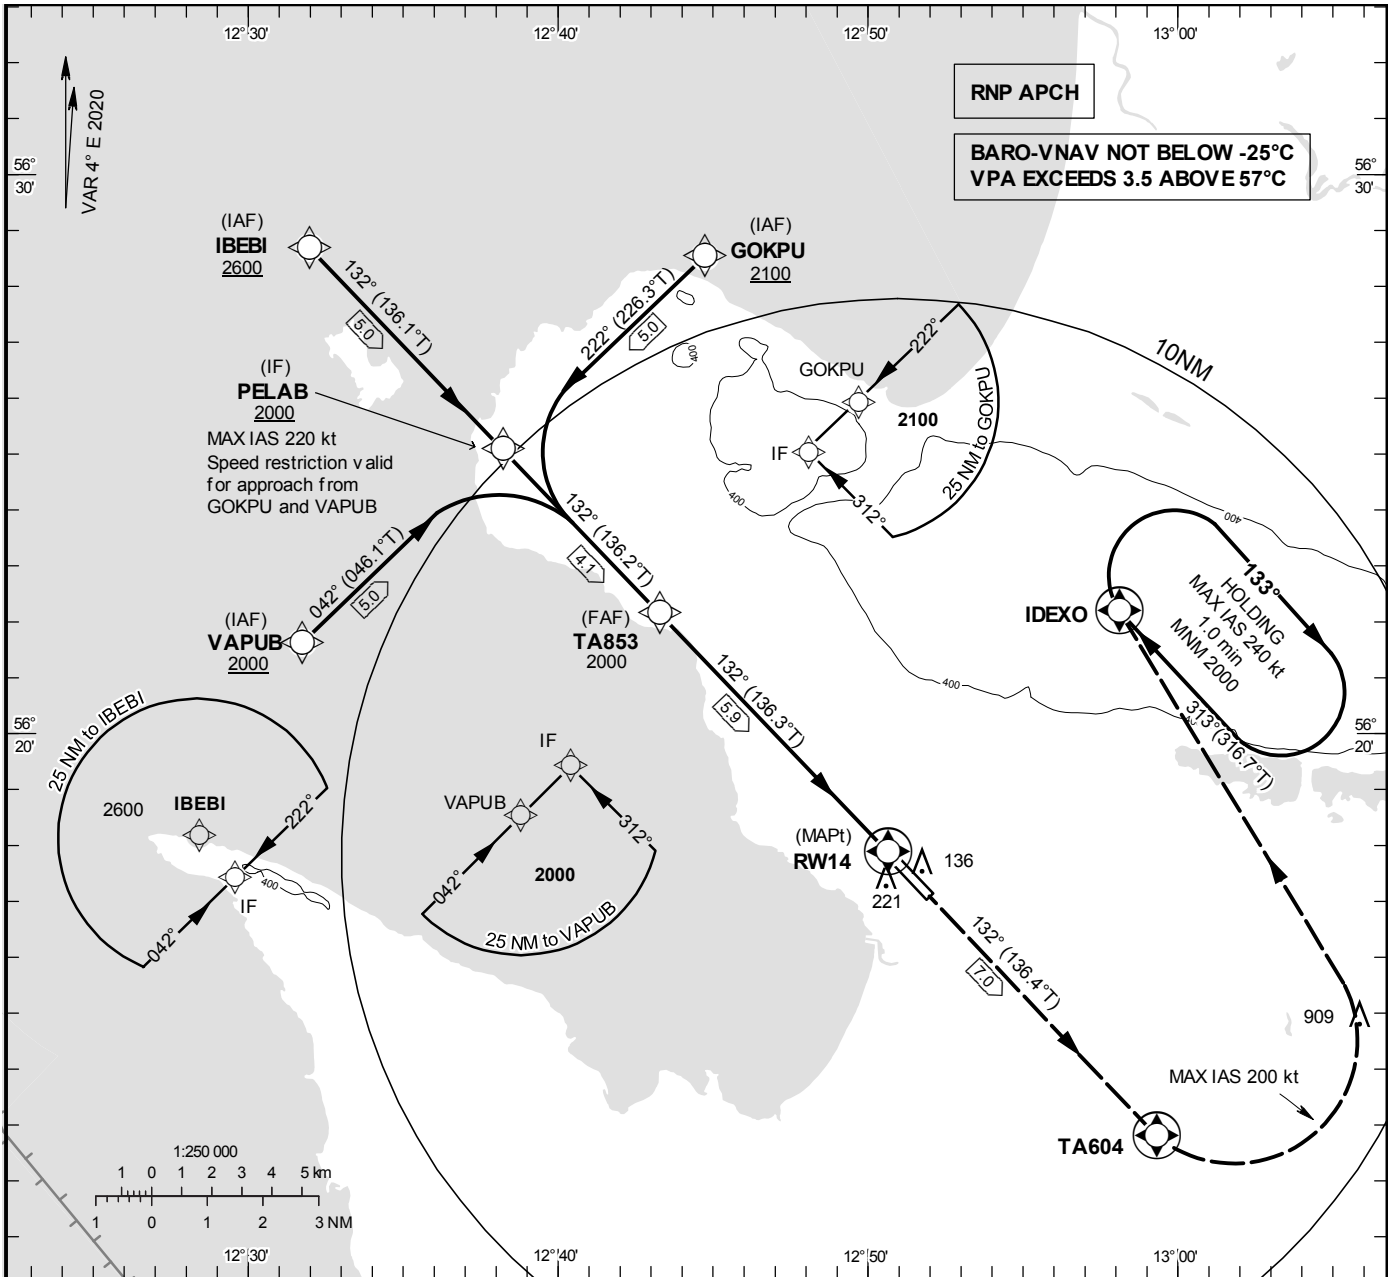 12°30'
12°40'
12°50'
13°00'
VAR 4° E 2020
56°
30'
56°
30'
RNP APCH
BARO-VNAV NOT BELOW -25°C
VPA EXCEEDS 3.5 ABOVE 57°C
(IAF)
IBEBI
2600
(IAF)
GOKPU
2100
132° (136.1°T)
5.0
222° (226.3°T)
5.0
(IF)
PELAB
2000
MAX IAS 220 kt
Speed restriction valid
for approach from
GOKPU and VAPUB
10NM
400
222°
GOKPU
2100
25 NM to GOKPU
IF
312°
400
400
132° (136.2°T)
4.1
042° (046.1°T)
5.0
(IAF)
VAPUB
2000
(FAF)
TA853
2000
IDEXO
133°
HOLDING
MAX IAS 240 kt
1.0 min
MNM 2000
313°(316.7°T)
400
40
132° (136.3°T)
5.9
56°
20'
56°
20'
25 NM to IBEBI
2600
IBEBI
222°
IF
400
042°
IF
VAPUB
312°
042°
2000
25 NM to VAPUB
(MAPt)
RW14
136
221
132° (136.4°T)
7.0
909
MAX IAS 200 kt
TA604
1:250 000
1 0 1 2 3 4 5 km
1 0 1 2 3 NM
12°30'
12°40'
12°50'
13°00'